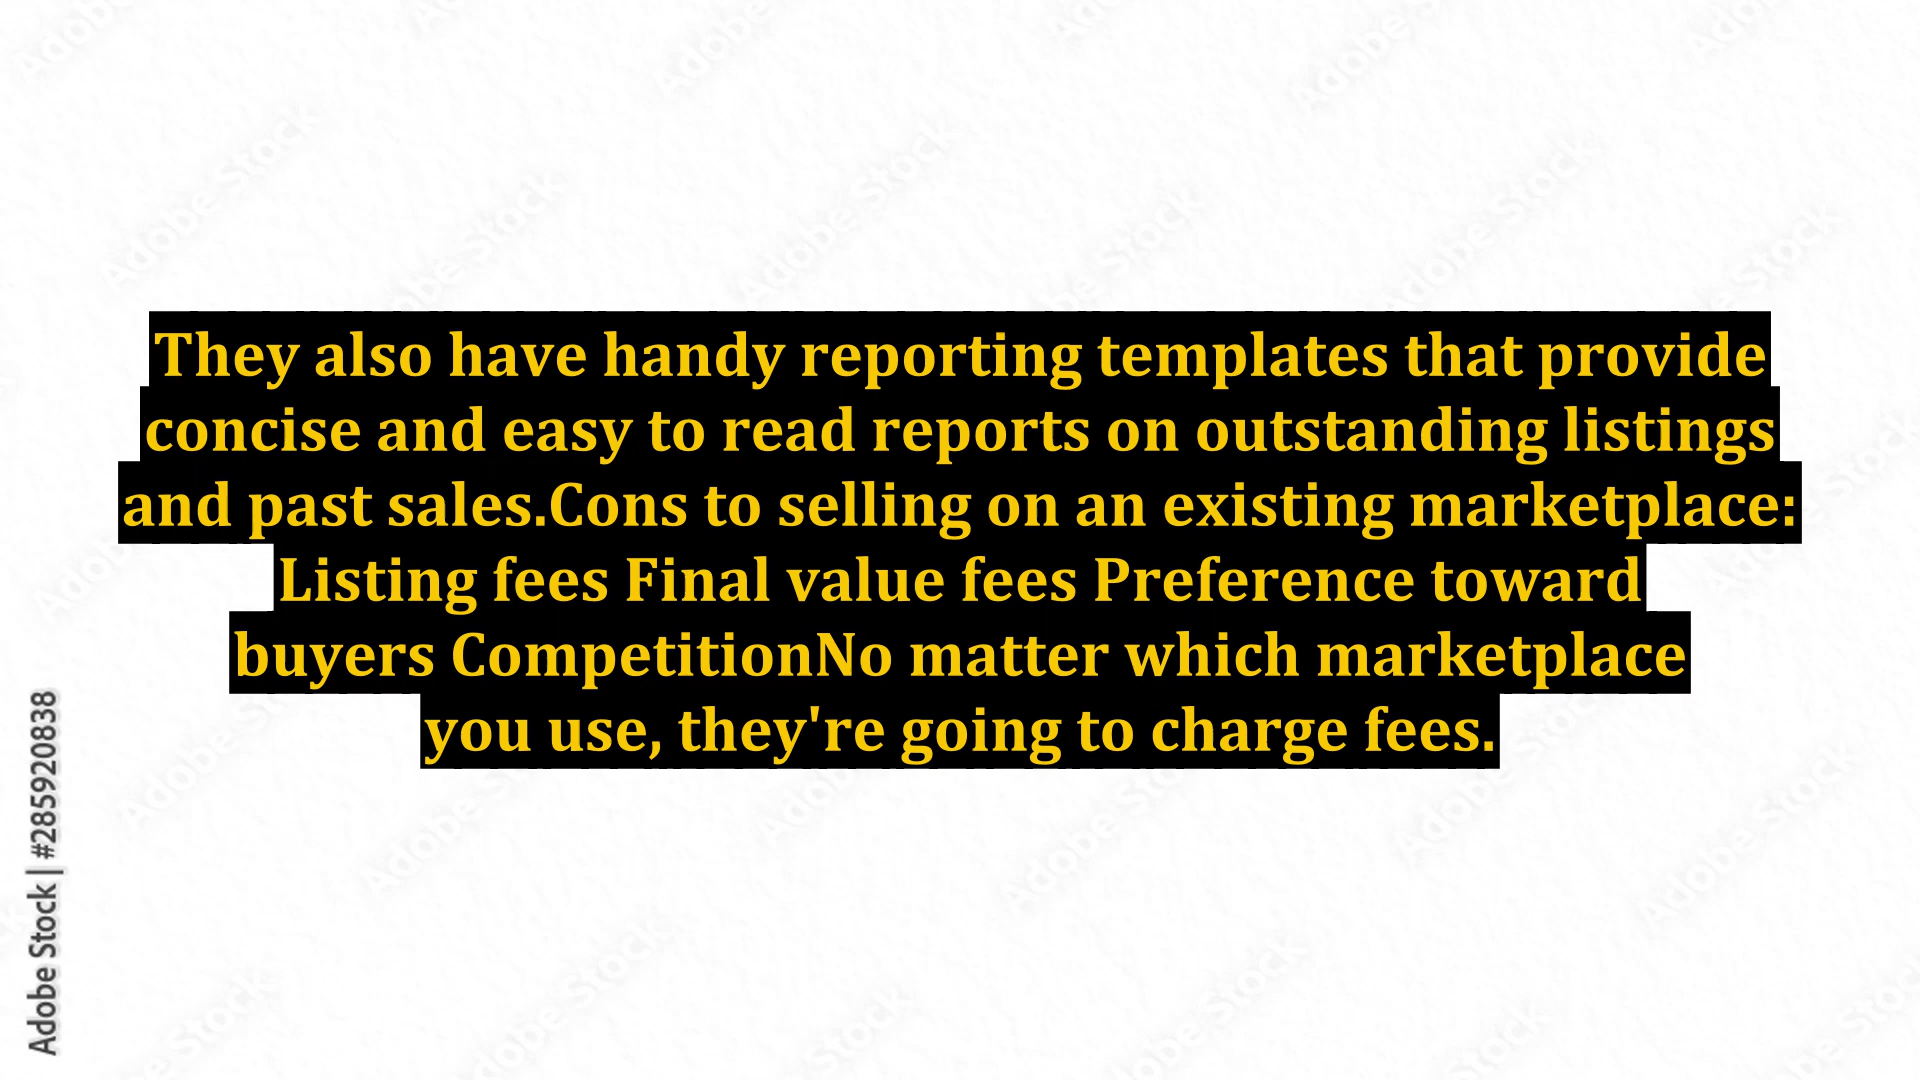 They also have handy reporting templates that provide
concise and easy to read reports on outstanding listings
and past sales.Cons to selling on an existing marketplace:
Listing fees Final value fees Preference toward
buyers CompetitionNo matter which marketplace
you use, they're going to charge fees.
Adobe Stock | #285920838